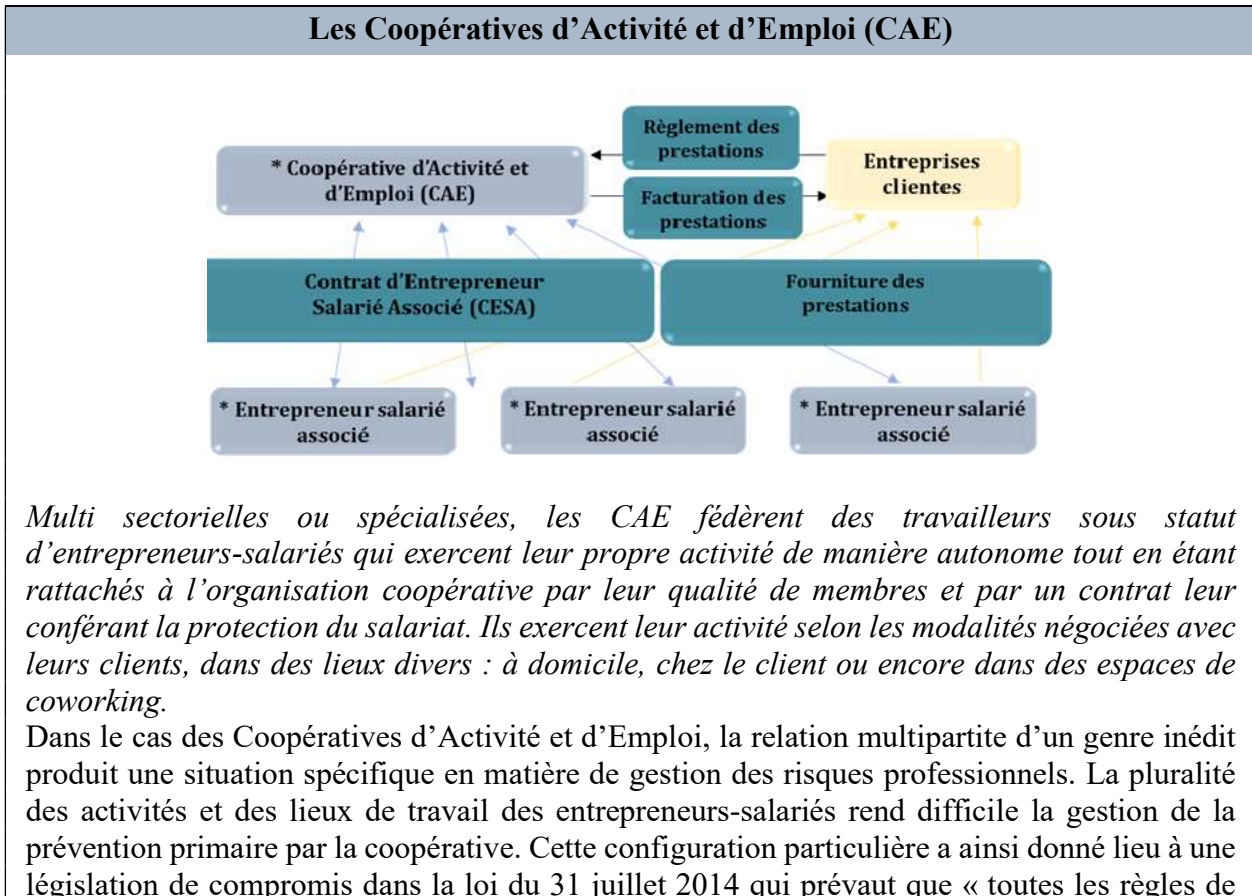 Les Coopératives d’Activité et d’Emploi (CAE)
Règlement des
prestations
* Coopérative d'Activité et
d'Emploi (CAE)
Entreprises
clientes
Facturation des
prestations
Contrat d'Entrepreneur
Salarié Associé (CESA)
Fourniture des
prestations
* Entrepreneur salarié
associé
* Entrepreneur salarié
associé
* Entrepreneur salarié
associé
Multi sectorielles ou spécialisées, les CAE fédèrent des travailleurs sous statut
d’entrepreneurs-salariés qui exercent leur propre activité de manière autonome tout en étant
rattachés à l’organisation coopérative par leur qualité de membres et par un contrat leur
conférant la protection du salariat. Ils exercent leur activité selon les modalités négociées avec
leurs clients, dans des lieux divers : à domicile, chez le client ou encore dans des espaces de
coworking.
Dans le cas des Coopératives d’Activité et d’Emploi, la relation multipartite d’un genre inédit
produit une situation spécifique en matière de gestion des risques professionnels. La pluralité
des activités et des lieux de travail des entrepreneurs-salariés rend difficile la gestion de la
prévention primaire par la coopérative. Cette configuration particulière a ainsi donné lieu à une
législation de compromis dans la loi du 31 juillet 2014 qui prévaut que « toutes les règles de